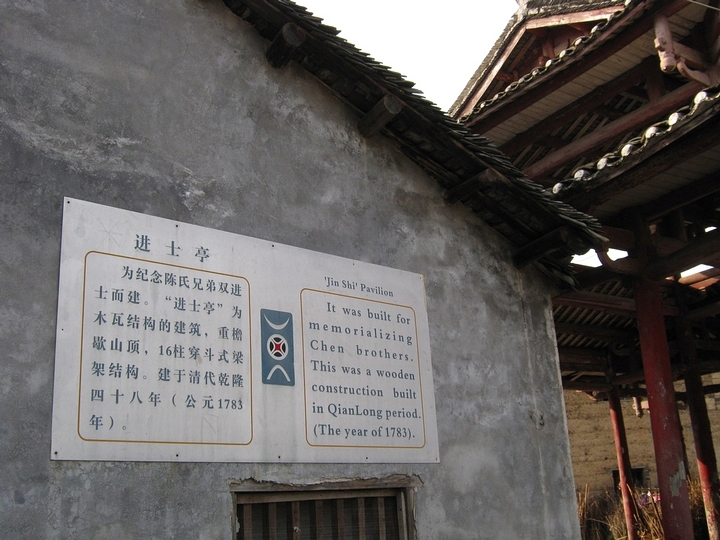 进士亭
为纪念陈氏兄弟双进
士而建。“进士亭”为
木瓦结构的建筑，重檐
歇山顶，16柱穿斗式梁
架结构。建于清代乾隆
四十八年（公元1783
年）。
'Jin Shi' Pavilion
It was built for
memorializing
Chen brothers.
This was a wooden
construction built
in QianLong period.
(The year of 1783).